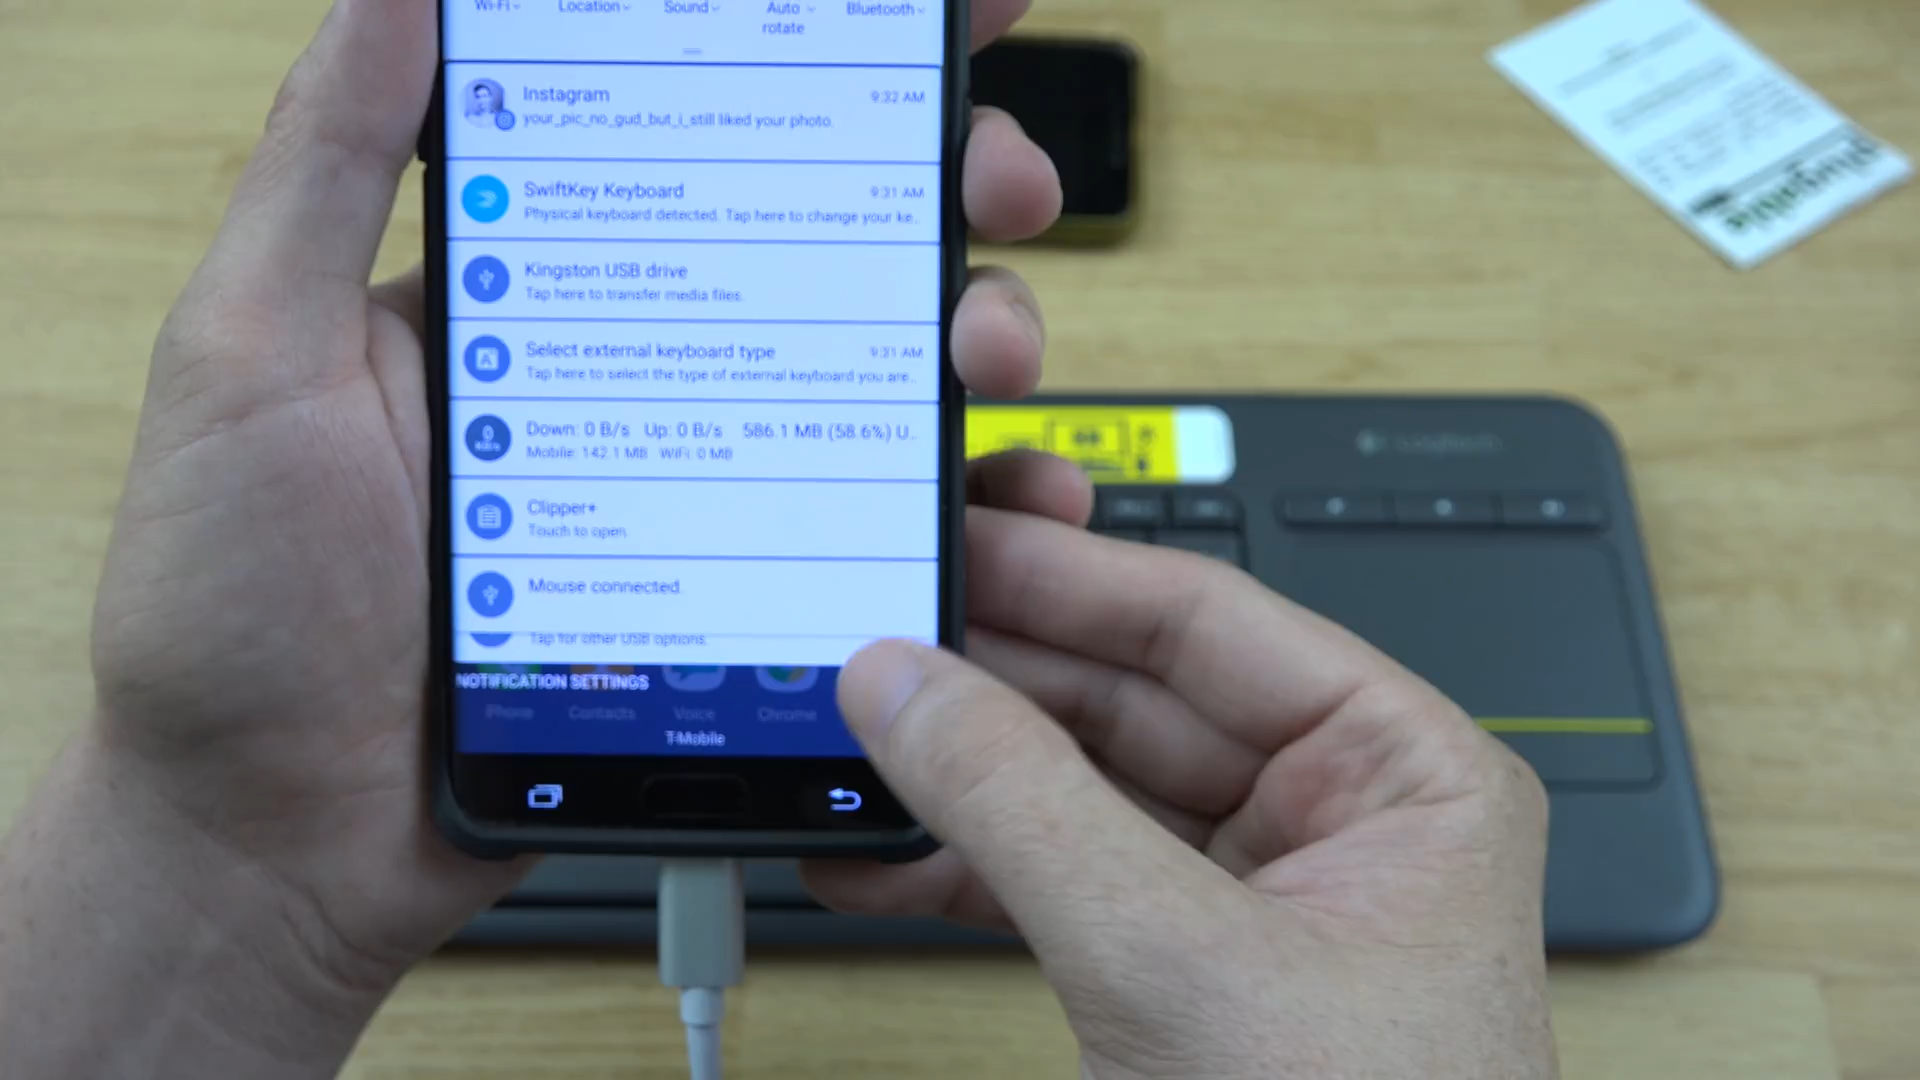 Wi-Fi
Location
Sound
Auto rotate
Bluetooth
Instagram 9:32 AM
your_pic_no_gud_but_i_still liked your photo.
SwiftKey Keyboard 9:31 AM
Physical keyboard detected. Tap here to change your ke..
Kingston USB drive
Tap here to transfer media files.
Select external keyboard type 9:31 AM
Tap here to select the type of external keyboard you are..
0
Down: 0 B/s Up: 0 B/s 586.1 MB (58.6%) U..
Mobile: 142.1 MB WiFi: 0 MB
Clipper+
Touch to open.
Mouse connected.
Tap for other USB options.
NOTIFICATION SETTINGS
Phone Contacts Voice Chrome
T-Mobile
Logitech
plugable